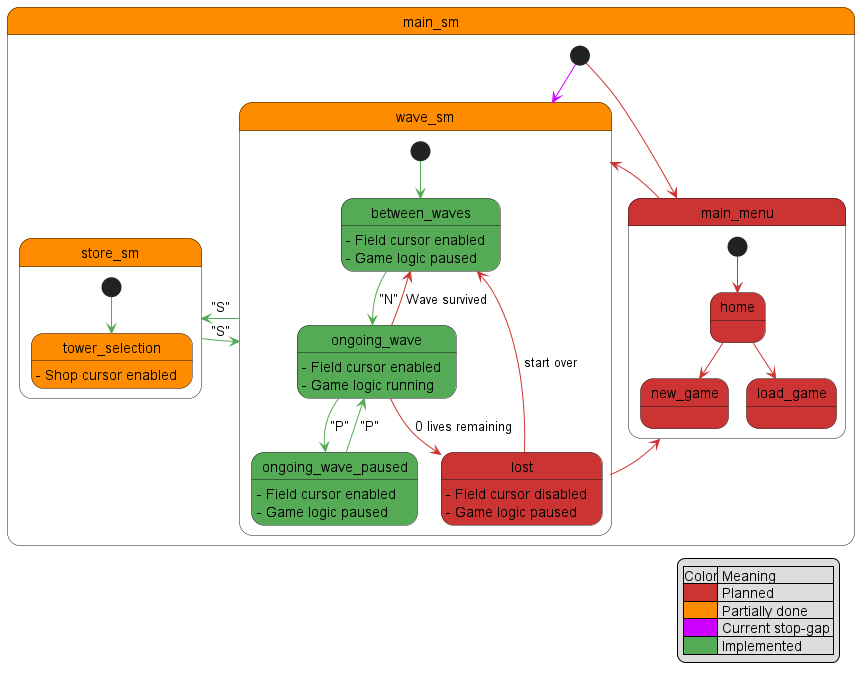 main_sm
wave_sm
between_waves
- Field cursor enabled
- Game logic paused
main_menu
home
new_game
load_game
store_sm
tower_selection
- Shop cursor enabled
"S"
"S"
"N"
Wave survived
ongoing_wave
- Field cursor enabled
- Game logic running
start over
"P"
"P"
0 lives remaining
ongoing_wave_paused
- Field cursor enabled
- Game logic paused
lost
- Field cursor disabled
- Game logic paused
Color Meaning
Planned
Partially done
Current stop-gap
Implemented